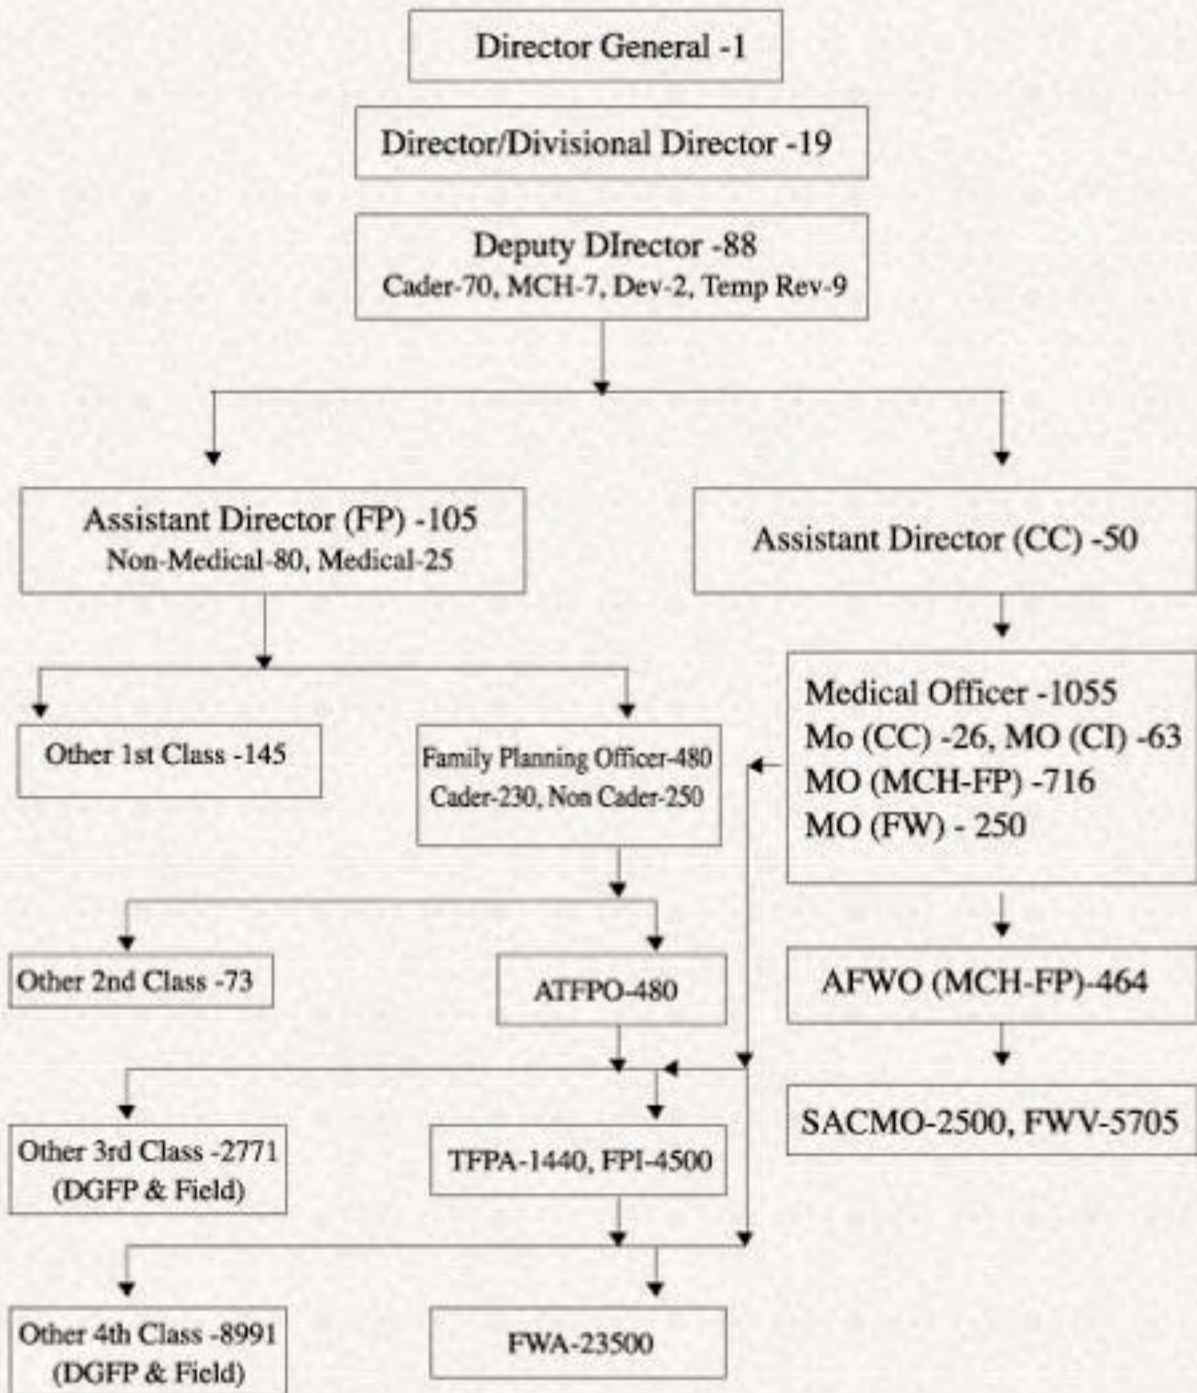 Director General -1
Director/Divisional Director -19
Deputy DIrector -88
Cader-70, MCH-7, Dev-2, Temp Rev-9
Assistant Director (FP) -105
Non-Medical-80, Medical-25
Assistant Director (CC) -50
Other 1st Class -145
Family Planning Officer-480
Cader-230, Non Cader-250
Medical Officer -1055
Mo (CC) -26, MO (CI) -63
MO (MCH-FP) -716
MO (FW) - 250
Other 2nd Class -73
ATFPO-480
AFWO (MCH-FP)-464
Other 3rd Class -2771
(DGFP & Field)
TFPA-1440, FPI-4500
SACMO-2500, FWV-5705
Other 4th Class -8991
(DGFP & Field)
FWA-23500